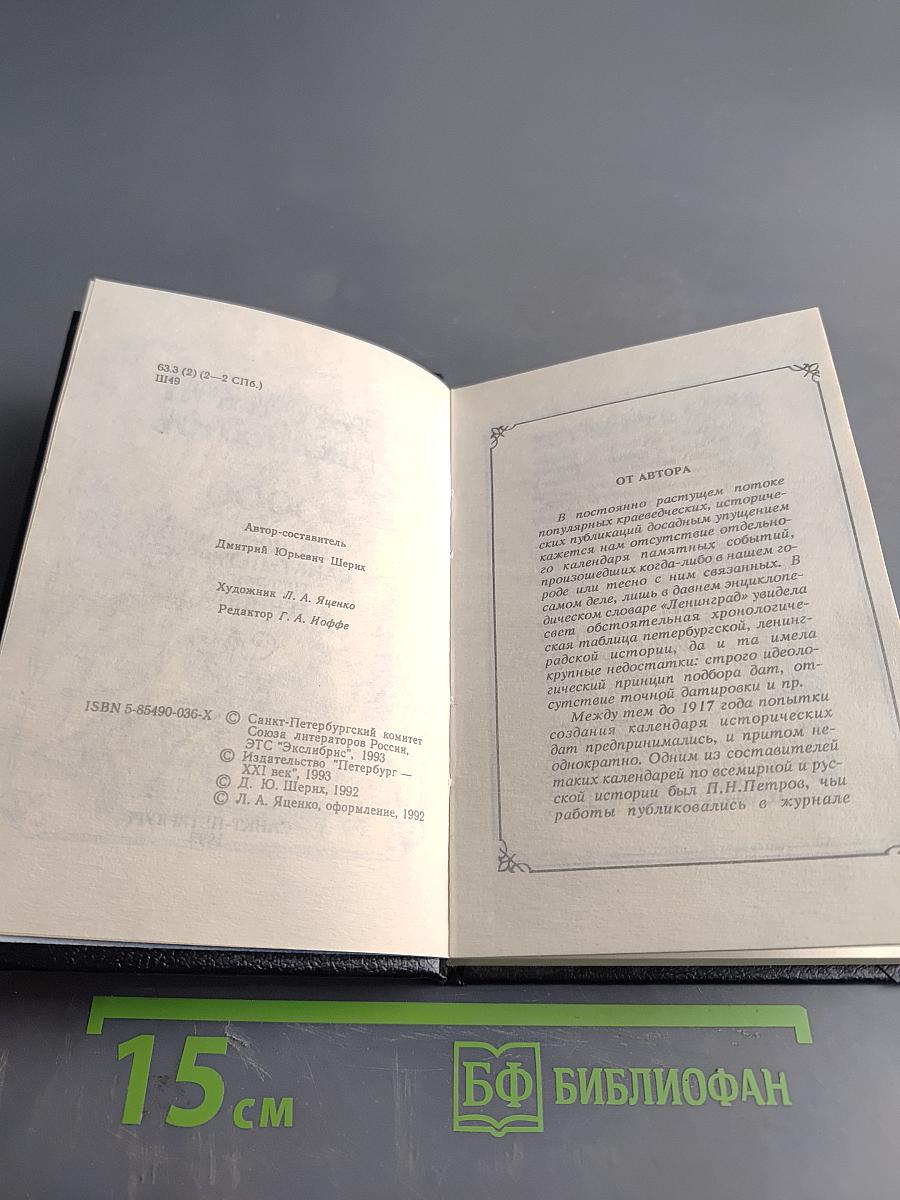 63.3 (2) (2—2 СПб.)
Ш49
Автор-составитель
Дмитрий Юрьевич Шерих
Художник Л. А. Яценко
Редактор Г. А. Иоффе
ISBN 5-85490-036-X
© Санкт-Петербургский комитет
Союза литераторов России,
ЭТС "Экслибрис", 1993
© Издательство "Петербург —
XXI век", 1993
© Д. Ю. Шерих, 1992
© Л. А. Яценко, оформление, 1992
ОТ АВТОРА
В постоянно растущем потоке
популярных краеведческих, историче-
ских публикаций досадным упущением
кажется нам отсутствие отдельно-
го календаря памятных событий,
произошедших когда-либо в нашем го-
роде или тесно с ним связанных. В
самом деле, лишь в давнем энциклопе-
дическом словаре «Ленинград» увидела
свет обстоятельная хронологиче-
ская таблица петербургской, ленинг-
радской истории, да и та имела
крупные недостатки: строго идеоло-
гический принцип подбора дат, от-
сутствие точной датировки и пр.
Между тем до 1917 года попытки
создания календаря исторических
дат предпринимались, и притом не-
однократно. Одним из составителей
таких календарей по всемирной и рус-
ской истории был П.Н.Петров, чьи
работы публиковались в журнале
15 см
БФ БИБЛИОФАН